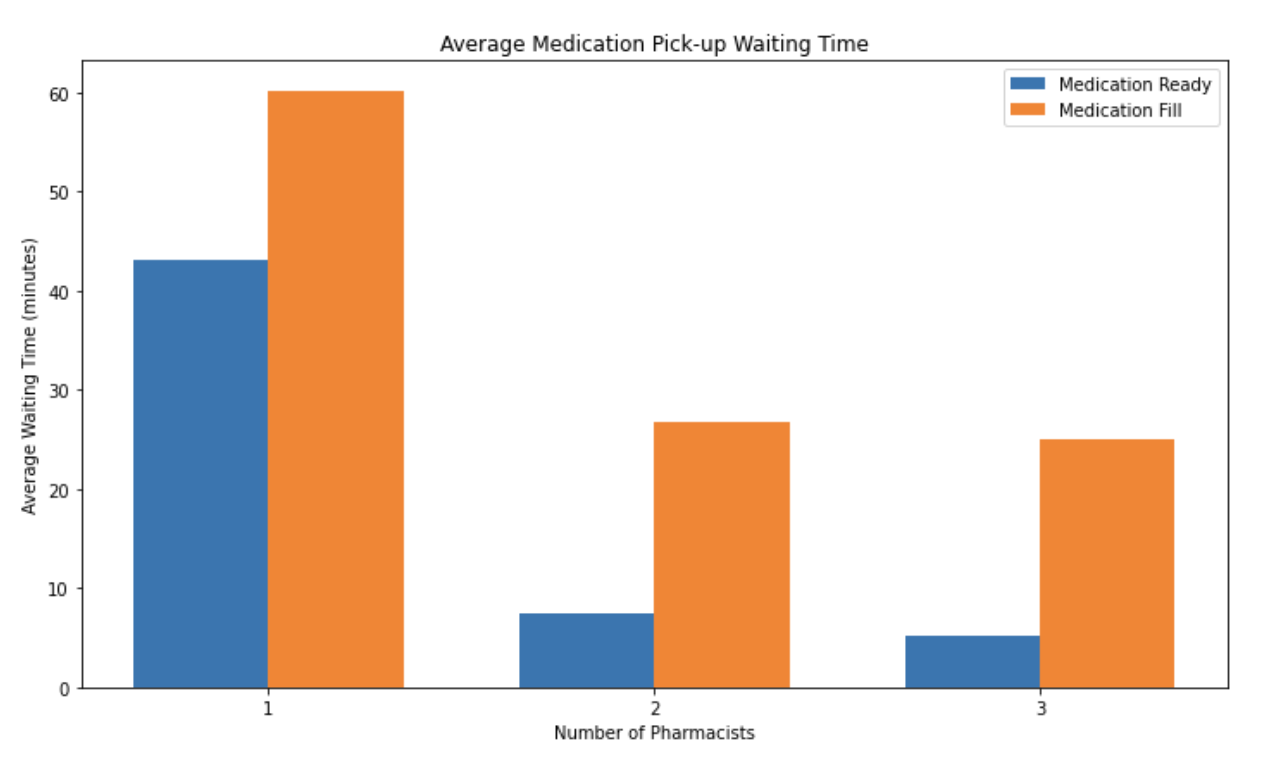 Average Medication Pick-up Waiting Time
Medication Ready
Medication Fill
Average Waiting Time (minutes)
60
50
40
30
20
10
0
1
2
3
Number of Pharmacists